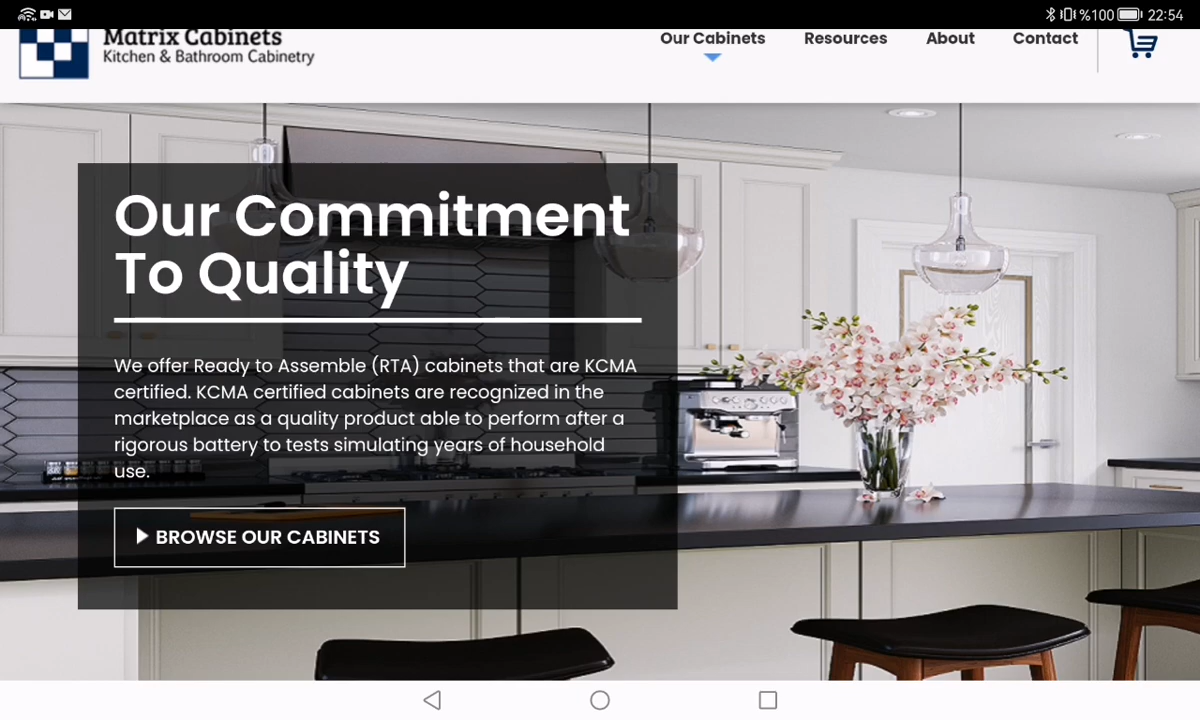 %100 22:54
Matrix Cabinets
Kitchen & Bathroom Cabinetry
Our Cabinets Resources About Contact
Our Commitment
To Quality
We offer Ready to Assemble (RTA) cabinets that are KCMA
certified. KCMA certified cabinets are recognized in the
marketplace as a quality product able to perform after a
rigorous battery to tests simulating years of household
use.
BROWSE OUR CABINETS